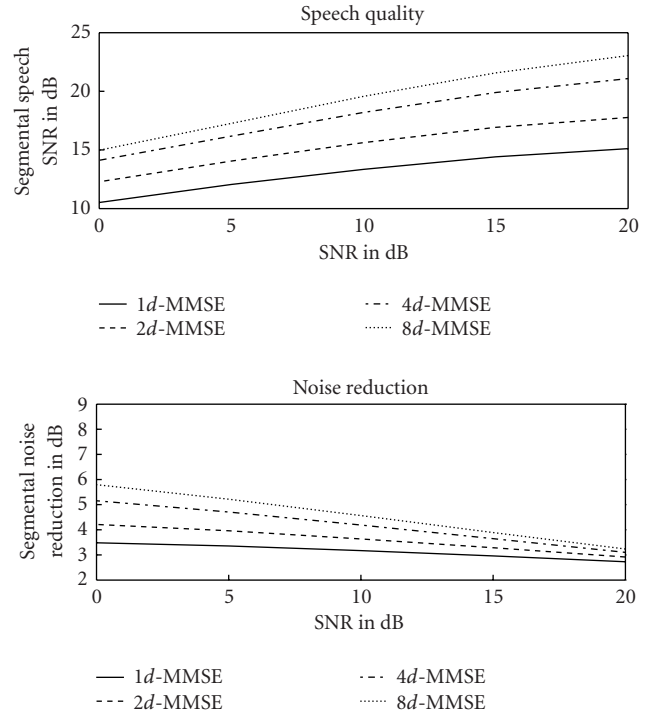 Speech quality
Segmental speech
SNR in dB
25
20
15
10
0
5
10
15
20
SNR in dB
1d-MMSE
2d-MMSE
4d-MMSE
8d-MMSE
Noise reduction
Segmental noise
reduction in dB
9
8
7
6
5
4
3
2
0
5
10
15
20
SNR in dB
1d-MMSE
2d-MMSE
4d-MMSE
8d-MMSE